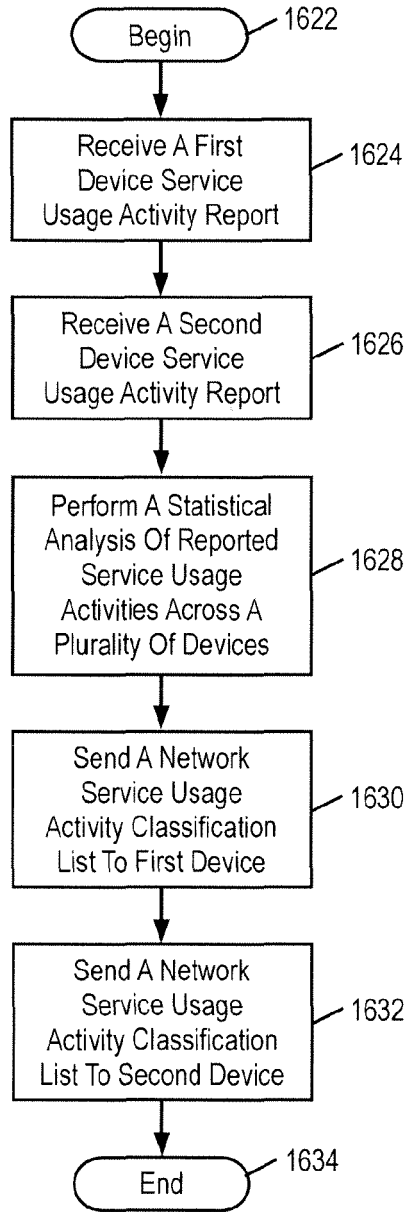 Begin
1622
Receive A First
Device Service
Usage Activity Report
1624
Receive A Second
Device Service
Usage Activity Report
1626
Perform A Statistical
Analysis Of Reported
Service Usage
Activities Across A
Plurality Of Devices
1628
Send A Network
Service Usage
Activity Classification
List To First Device
1630
Send A Network
Service Usage
Activity Classification
List To Second Device
1632
End
1634